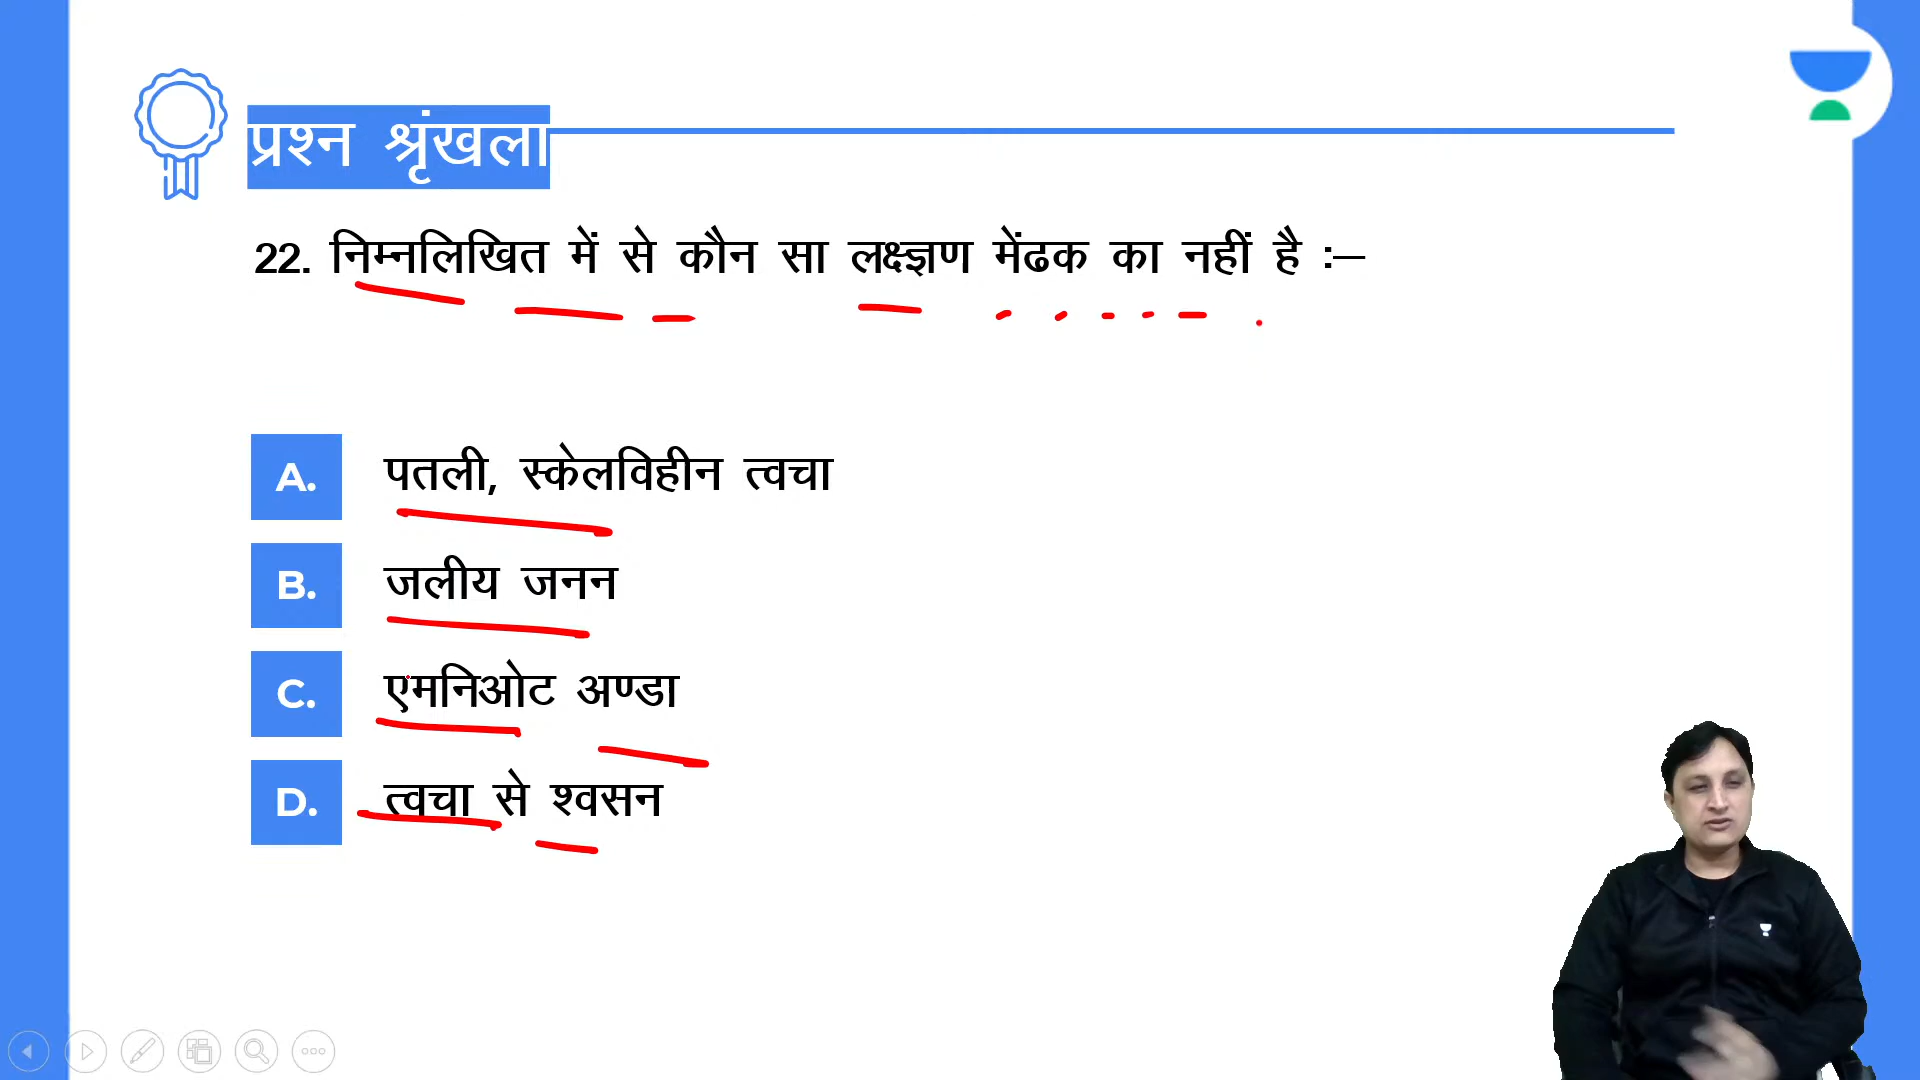 प्रश्न श्रृंखला
22. निम्नलिखित में से कौन सा लक्ष्ज्ञण मेंढक का नहीं है :–
A. पतली, स्केलविहीन त्वचा
B. जलीय जनन
C. एमनिओट अण्डा
D. त्वचा से श्वसन